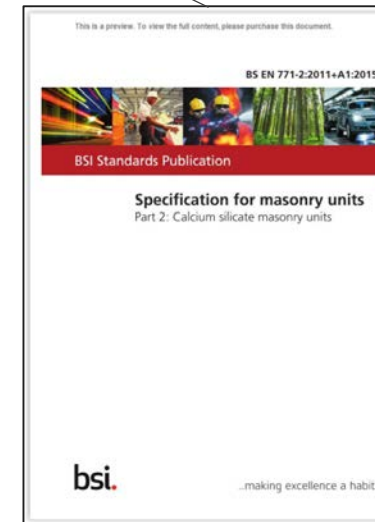 This is a preview. To view the full content, please purchase this document.
BS EN 771-2:2011+A1:2015
BSI Standards Publication
Specification for masonry units
Part 2: Calcium silicate masonry units
bsi.
...making excellence a habit